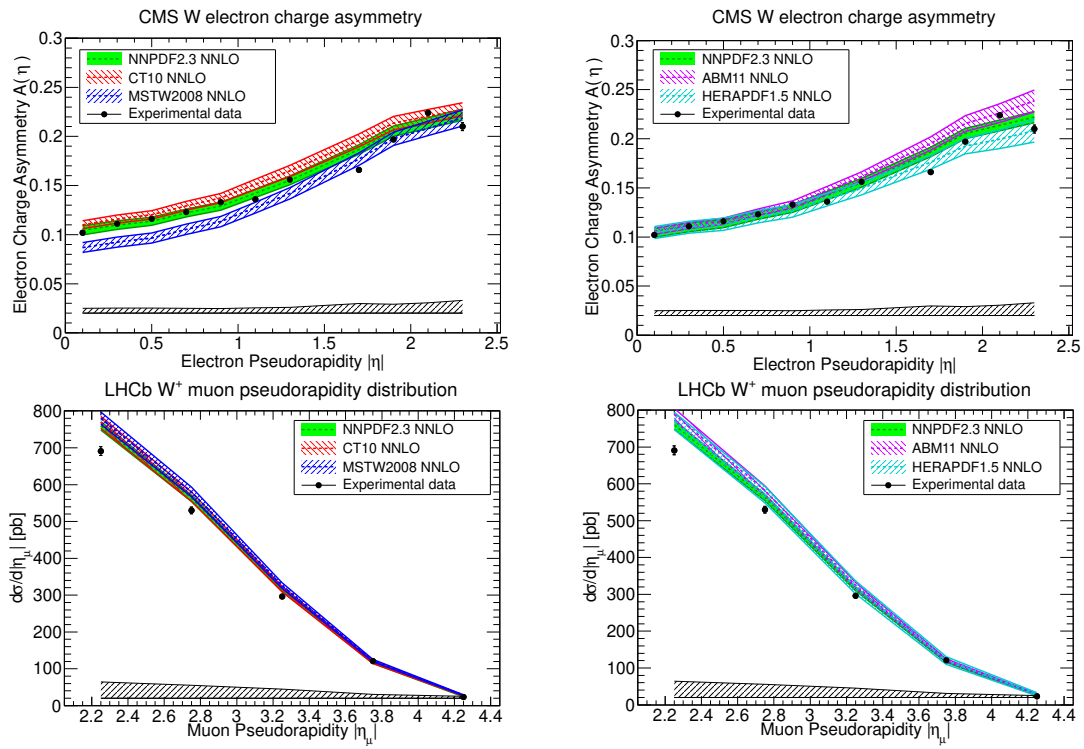 CMS W electron charge asymmetry
Electron Charge Asymmetry A(η)
0.3
0.25
0.2
0.15
0.1
0.05
0
NNPDF2.3 NNLO
CT10 NNLO
MSTW2008 NNLO
Experimental data
0 0.5 1 1.5 2 2.5
Electron Pseudorapidity |η|
CMS W electron charge asymmetry
Electron Charge Asymmetry A(η)
0.3
0.25
0.2
0.15
0.1
0.05
0
NNPDF2.3 NNLO
ABM11 NNLO
HERAPDF1.5 NNLO
Experimental data
0 0.5 1 1.5 2 2.5
Electron Pseudorapidity |η|
LHCb W⁺ muon pseudorapidity distribution
dσ/d|ημ| [pb]
800
700
600
500
400
300
200
100
0
NNPDF2.3 NNLO
CT10 NNLO
MSTW2008 NNLO
Experimental data
2.2 2.4 2.6 2.8 3 3.2 3.4 3.6 3.8 4 4.2 4.4
Muon Pseudorapidity |ημ|
LHCb W⁺ muon pseudorapidity distribution
dσ/d|ημ| [pb]
800
700
600
500
400
300
200
100
0
NNPDF2.3 NNLO
ABM11 NNLO
HERAPDF1.5 NNLO
Experimental data
2.2 2.4 2.6 2.8 3 3.2 3.4 3.6 3.8 4 4.2 4.4
Muon Pseudorapidity |ημ|